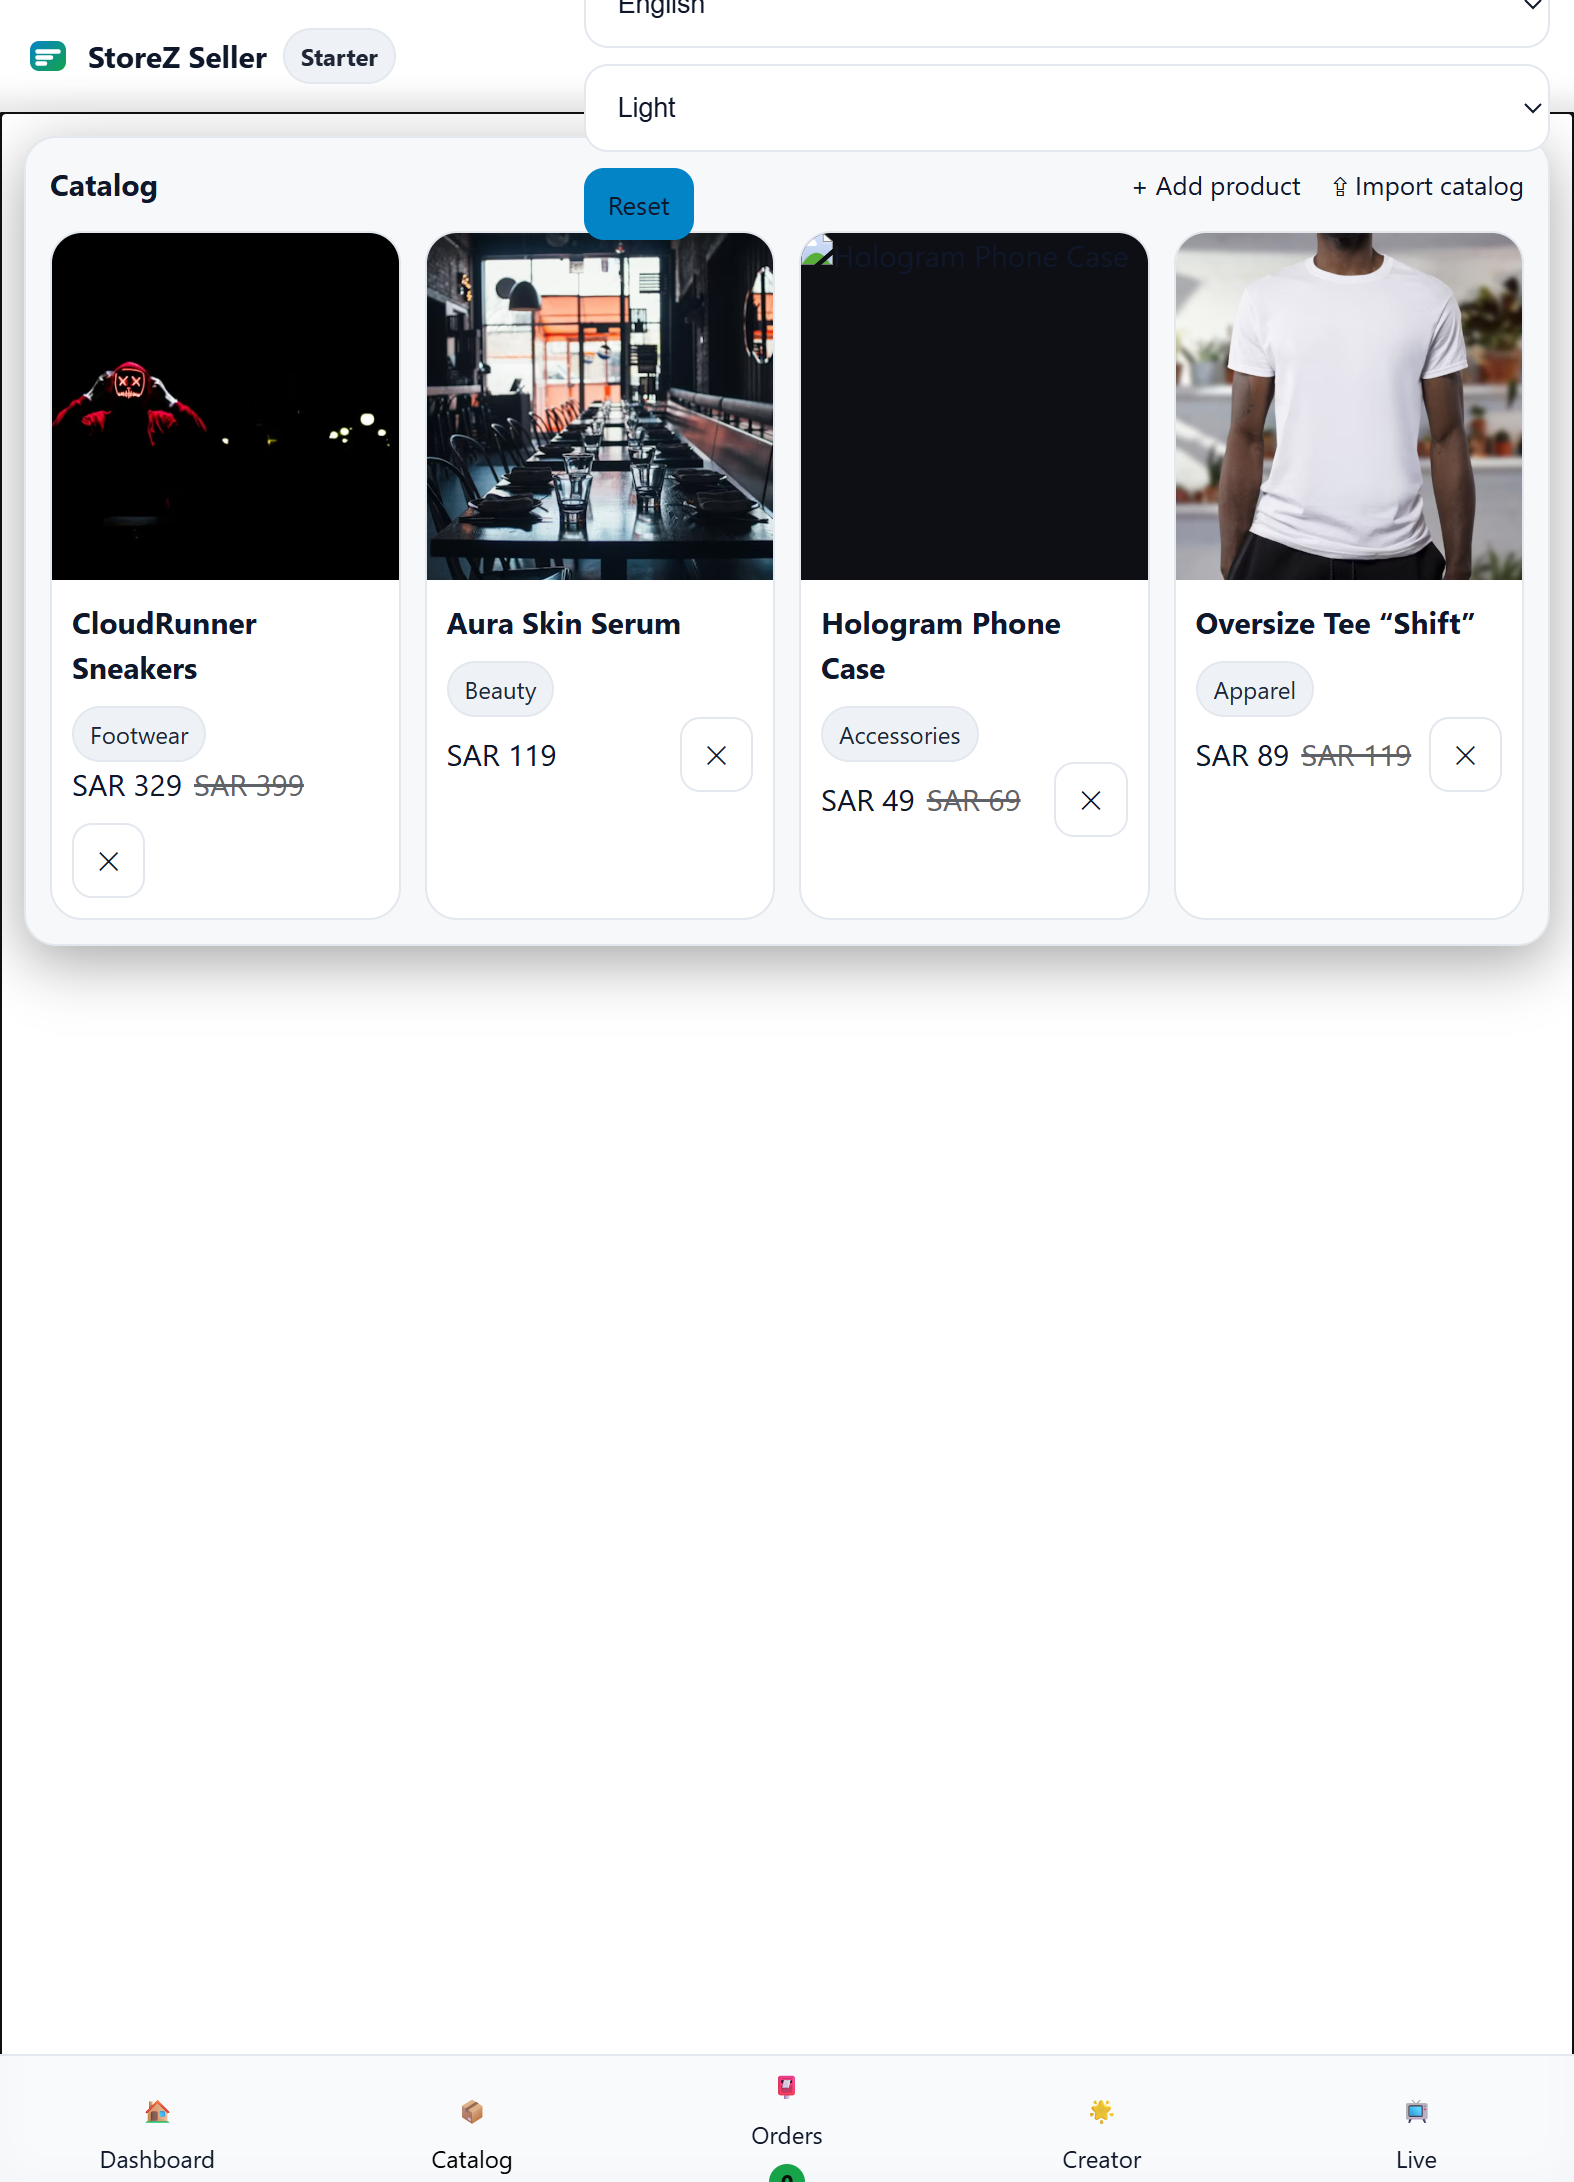 English
StoreZ Seller
Starter
Light
Catalog
Reset
+ Add product
⇪ Import catalog
Hologram Phone Case
CloudRunner
Sneakers
Footwear
SAR 329 SAR 399
Aura Skin Serum
Beauty
SAR 119
Hologram Phone
Case
Accessories
SAR 49 SAR 69
Oversize Tee “Shift”
Apparel
SAR 89 SAR 119
Dashboard
Catalog
Orders
Creator
Live